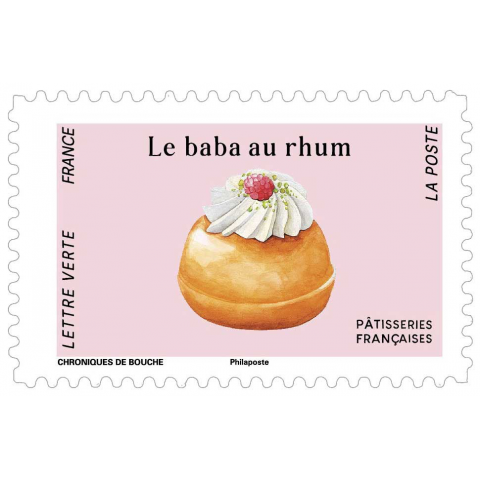 Le baba au rhum
FRANCE
LETTRE VERTE
LA POSTE
PÂTISSERIES
FRANÇAISES
CHRONIQUES DE BOUCHE
Philaposte